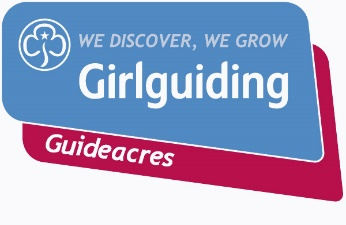 WE DISCOVER, WE GROW
Girlguiding
Guideacres